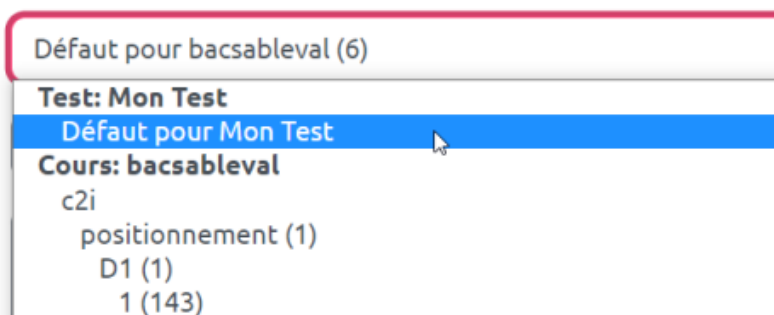 Défaut pour bacsableval (6)
Test: Mon Test
Défaut pour Mon Test
Cours: bacsableval
c2i
positionnement (1)
D1 (1)
1 (143)